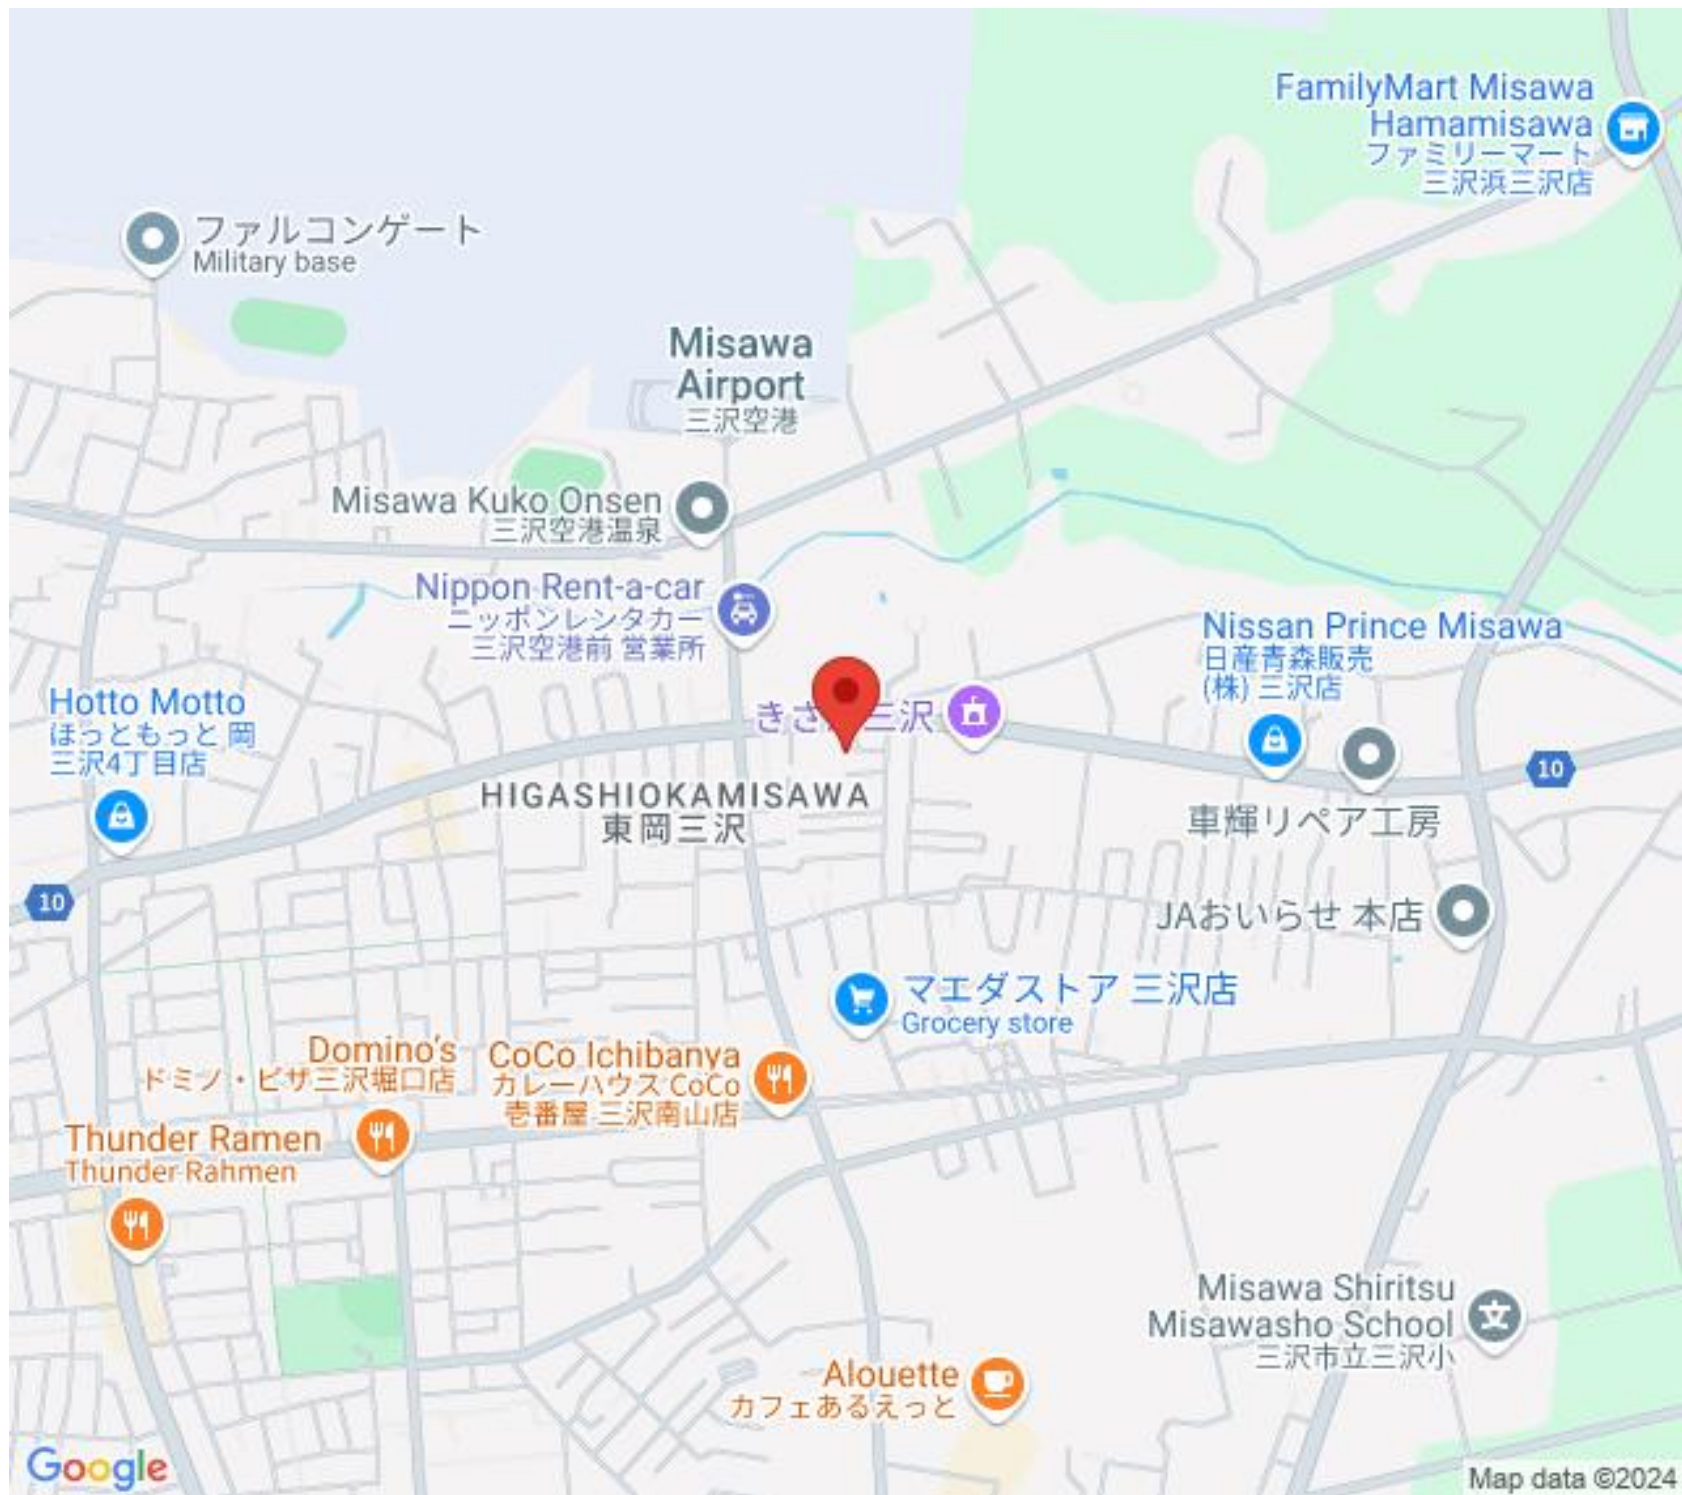 FamilyMart Misawa
Hamamisawa
ファミリーマート
三沢浜三沢店
ファルコンゲート
Military base
Misawa
Airport
三沢空港
Misawa Kuko Onsen
三沢空港温泉
Nippon Rent-a-car
ニッポンレンタカー
三沢空港前 営業所
Nissan Prince Misawa
日産青森販売
(株) 三沢店
Hotto Motto
ほっともっと 岡
三沢4丁目店
三沢
10
HIGASHIOKAMISAWA
東岡三沢
車輝リペア工房
10
JAおいらせ 本店
マエダストア 三沢店
Grocery store
Domino's
ドミノ・ピザ三沢堀口店
CoCo Ichibanya
カレーハウス CoCo
壱番屋 三沢南山店
Thunder Ramen
Thunder Rahmen
Misawa Shiritsu
Misawasho School
三沢市立三沢小
Alouette
カフェあるえっと
Google
Map data ©2024